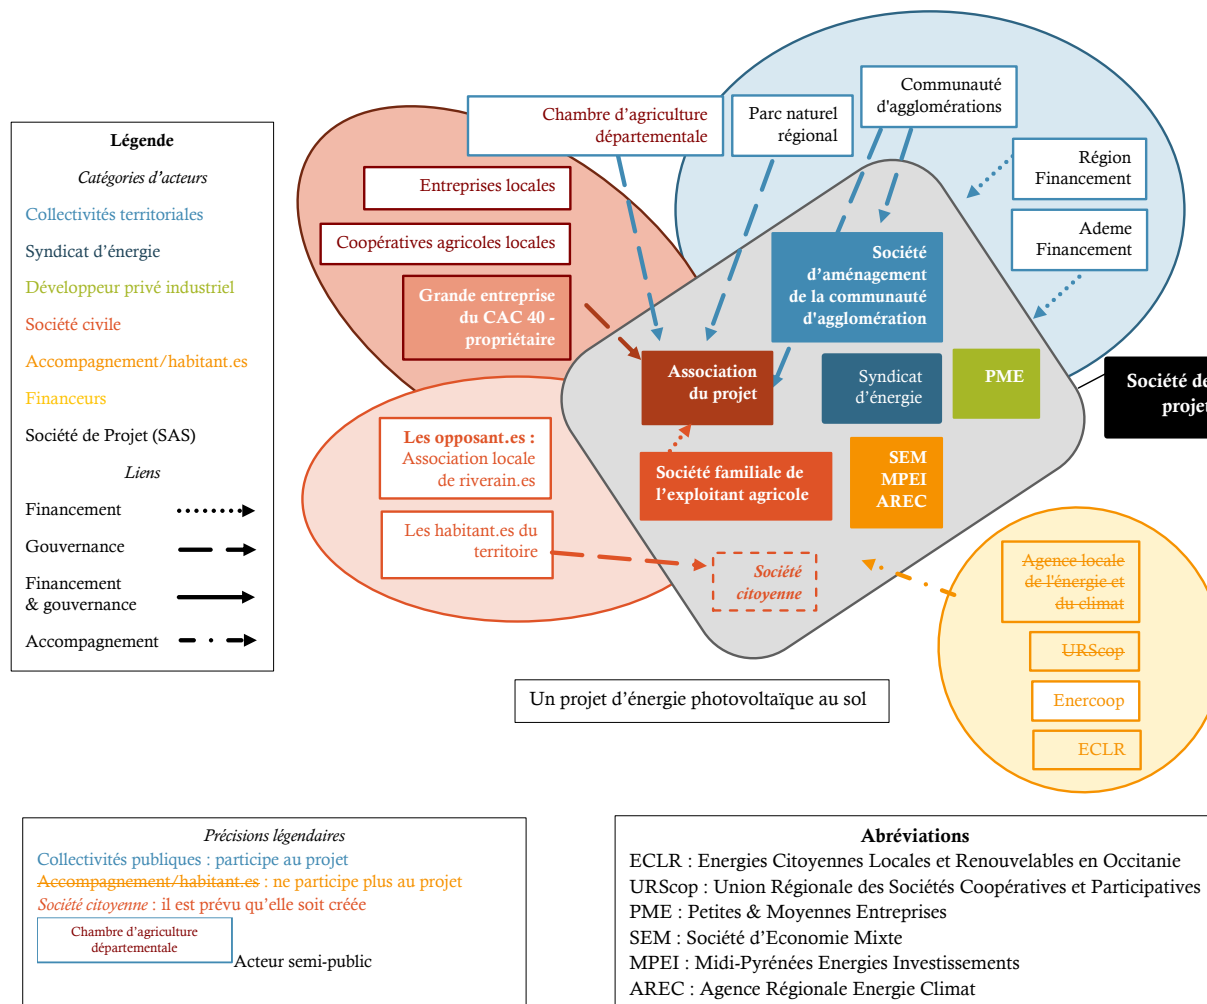 Légende
Catégories d'acteurs
Collectivités territoriales
Syndicat d'énergie
Développeur privé industriel
Société civile
Accompagnement/habitant.es
Financeurs
Société de Projet (SAS)
Liens
Financement
Gouvernance
Financement
& gouvernance
Accompagnement
Chambre d'agriculture
départementale
Parc naturel
régional
Communauté
d'agglomérations
Région
Financement
Ademe
Financement
Entreprises locales
Coopératives agricoles locales
Grande entreprise
du CAC 40 -
propriétaire
Société
d'aménagement
de la communauté
d'agglomération
Association
du projet
Syndicat
d'énergie
PME
Société de
projet
Les opposant.es :
Association locale
de riverain.es
Société familiale de
l'exploitant agricole
SEM
MPEI
AREC
Les habitant.es du
territoire
Société
citoyenne
Agence locale
de l'énergie et
du climat
URScop
Enercoop
ECLR
Un projet d'énergie photovoltaïque au sol
Précisions légendaires
Collectivités publiques : participe au projet
Accompagnement/habitant.es : ne participe plus au projet
Société citoyenne : il est prévu qu'elle soit créée
Chambre d'agriculture
départementale
Acteur semi-public
Abréviations
ECLR : Energies Citoyennes Locales et Renouvelables en Occitanie
URScop : Union Régionale des Sociétés Coopératives et Participatives
PME : Petites & Moyennes Entreprises
SEM : Société d'Economie Mixte
MPEI : Midi-Pyrénées Energies Investissements
AREC : Agence Régionale Energie Climat